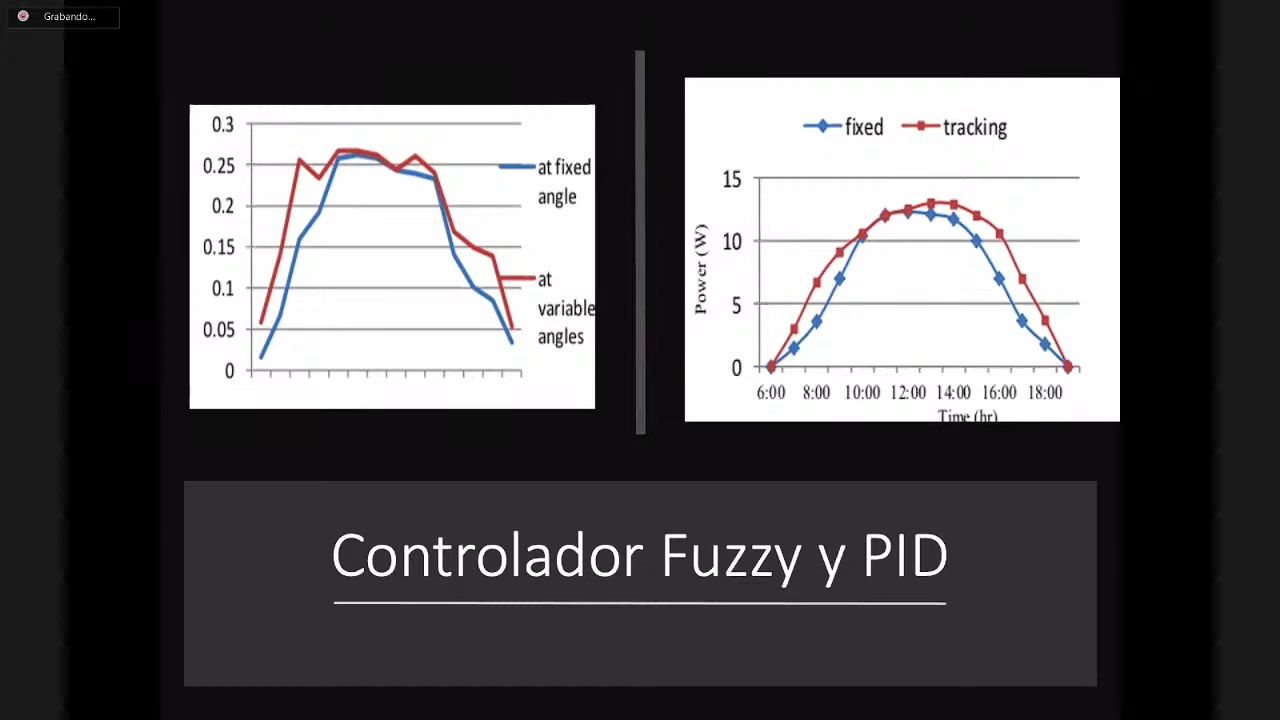 Grabando...
0.3
0.25
0.2
0.15
0.1
0.05
0
at fixed
angle
at
variable
angles
fixed
tracking
Power (W)
15
10
5
0
6:00 8:00 10:00 12:00 14:00 16:00 18:00
Time (hr)
Controlador Fuzzy y PID